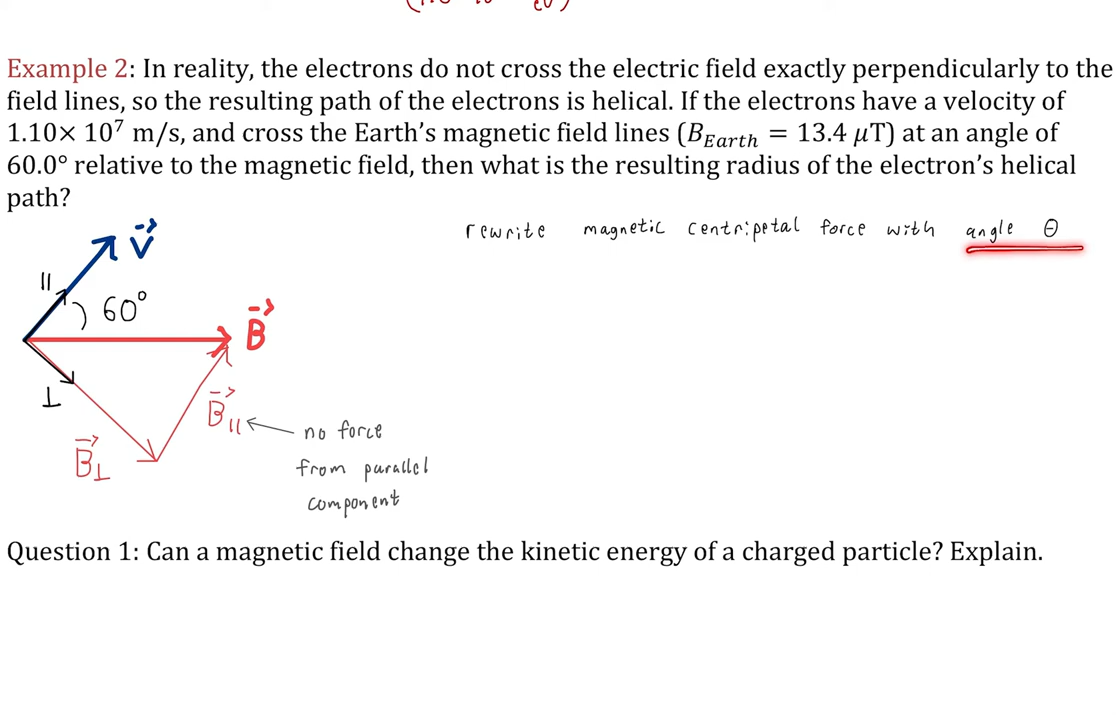 Example 2: In reality, the electrons do not cross the electric field exactly perpendicularly to the
field lines, so the resulting path of the electrons is helical. If the electrons have a velocity of
1.10× 10⁷ m/s, and cross the Earth's magnetic field lines (B_Earth = 13.4 μT) at an angle of
60.0° relative to the magnetic field, then what is the resulting radius of the electron's helical
path?
rewrite magnetic centripetal force with angle θ
V⃗
||
60°
B⃗
⊥
B⃗||
no force
B⃗⊥
from parallel
component
Question 1: Can a magnetic field change the kinetic energy of a charged particle? Explain.